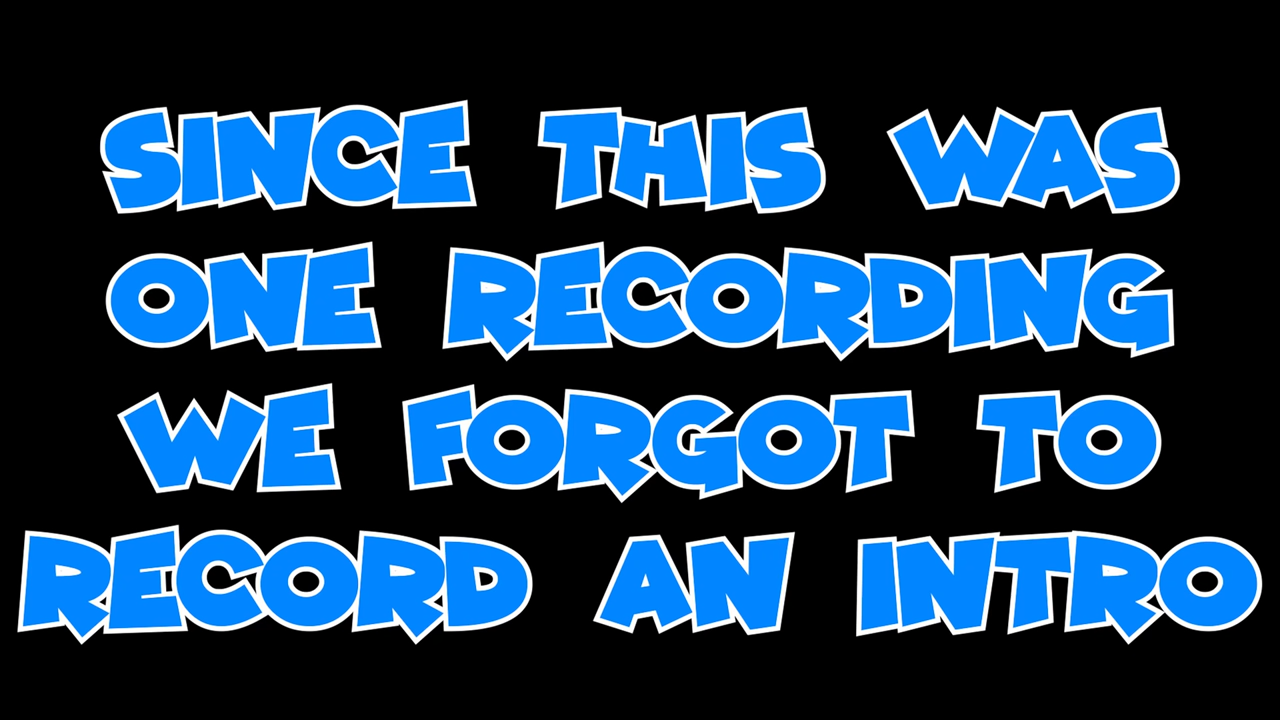 SINCE THIS WAS
ONE RECORDING
WE FORGOT TO
RECORD AN INTRO